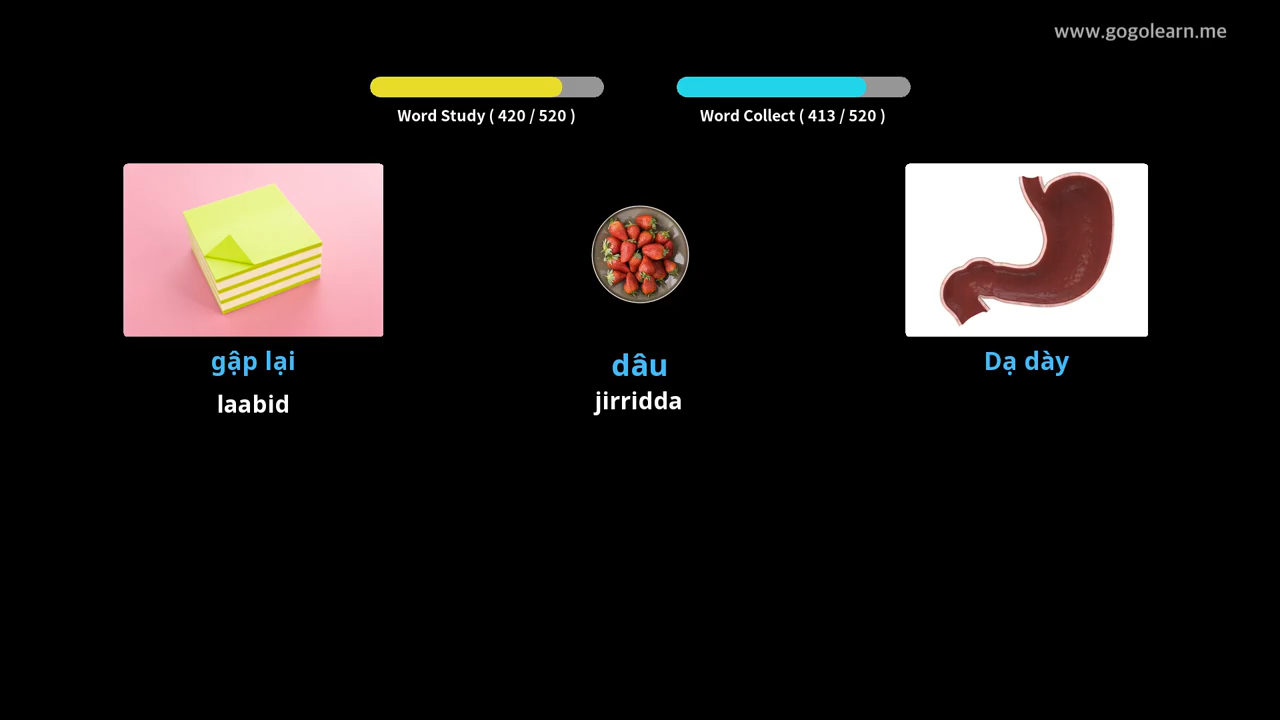 www.gogolearn.me
Word Study ( 420 / 520 )
Word Collect ( 413 / 520 )
gập lại
laabid
dâu
jirridda
Dạ dày